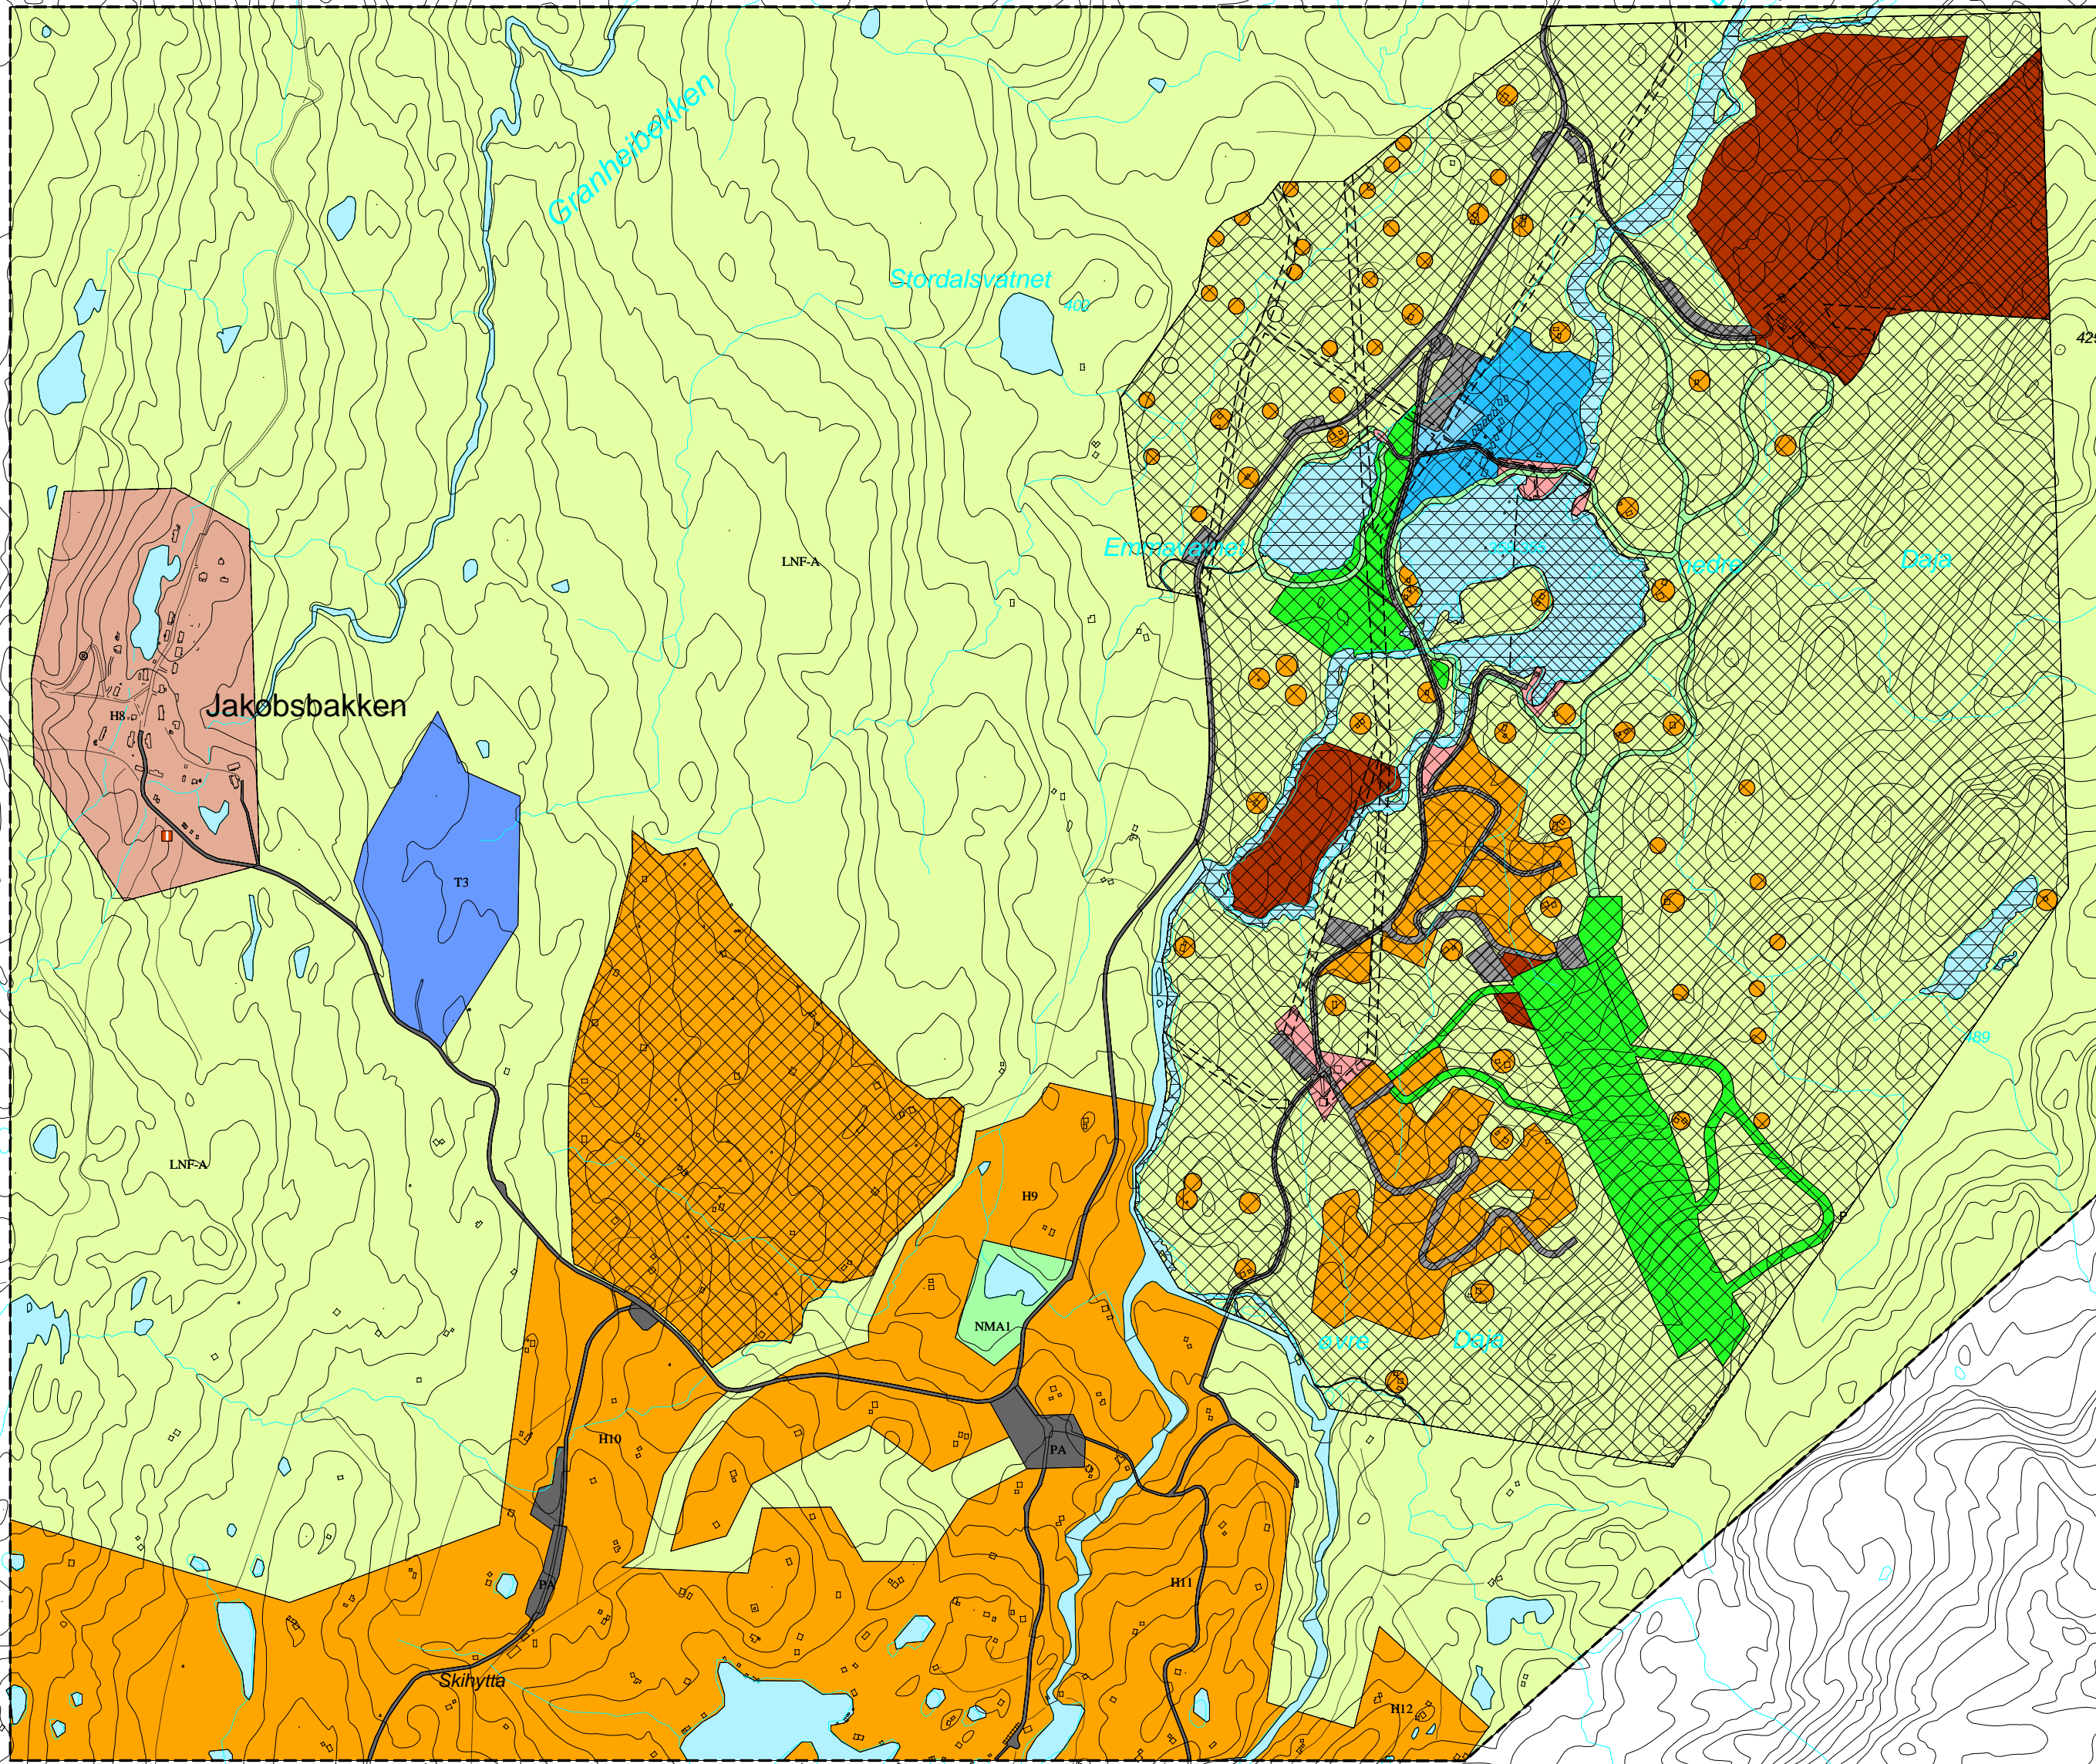 Granheibekken
Stordalsvatnet
402
Emmavatnet
LNF-A
nedre
Daja
Jakobsbakken
H8
T3
489
LNF-A
H9
P
NMA1
øvre
Daja
H10
PA
PA
H11
Skihytta
H12